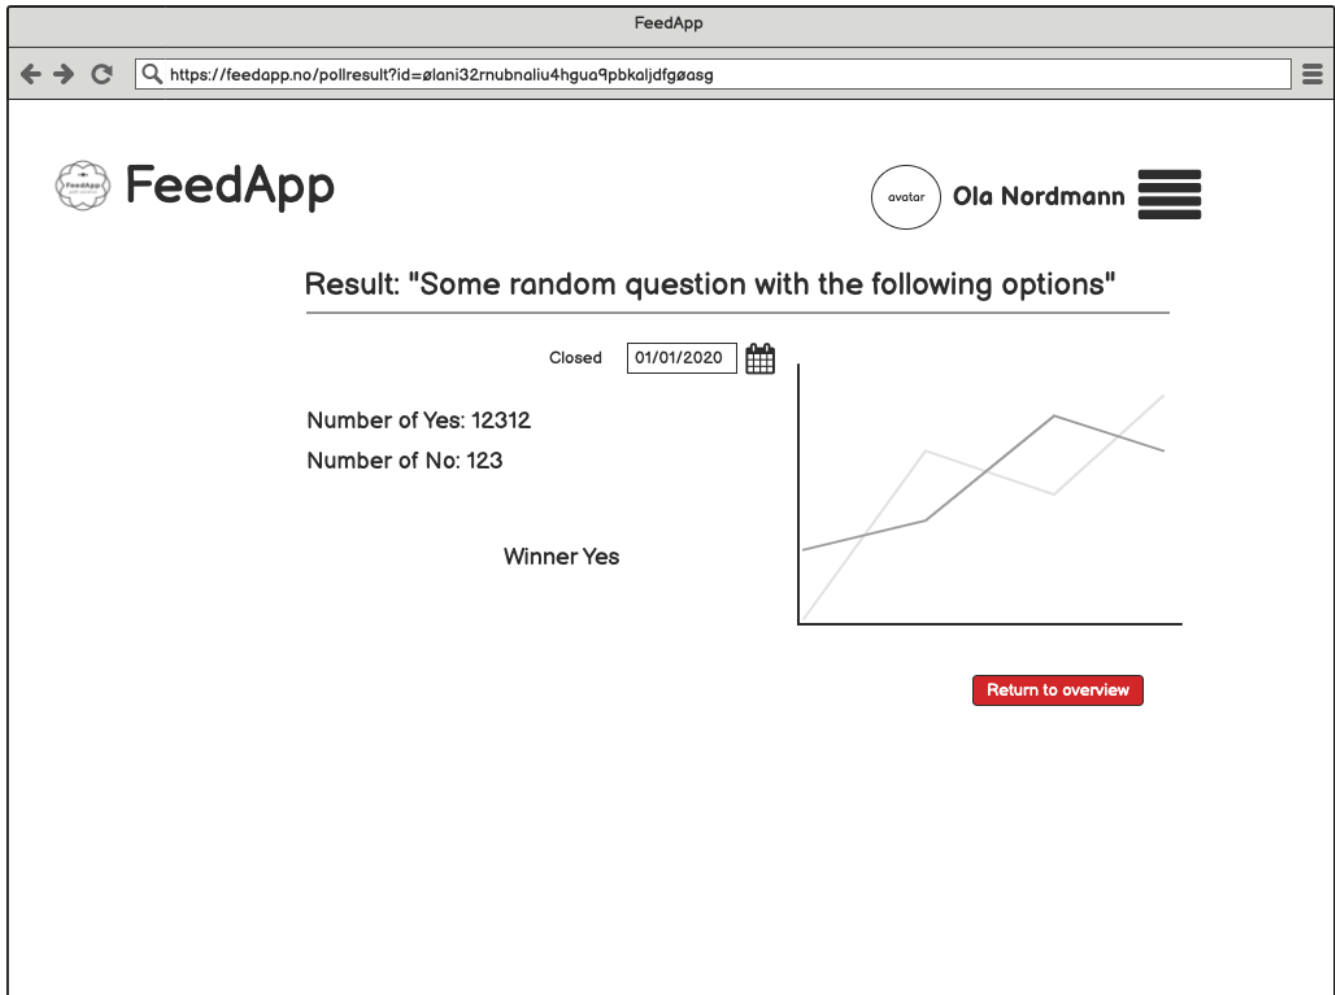 FeedApp
https://feedapp.no/pollresult?id=ølani32rnubnaliu4hgua9pbkaljdfgøasg
FeedApp
FeedApp
avatar
Ola Nordmann
Result: "Some random question with the following options"
Closed
01/01/2020
Number of Yes: 12312
Number of No: 123
Winner Yes
Return to overview